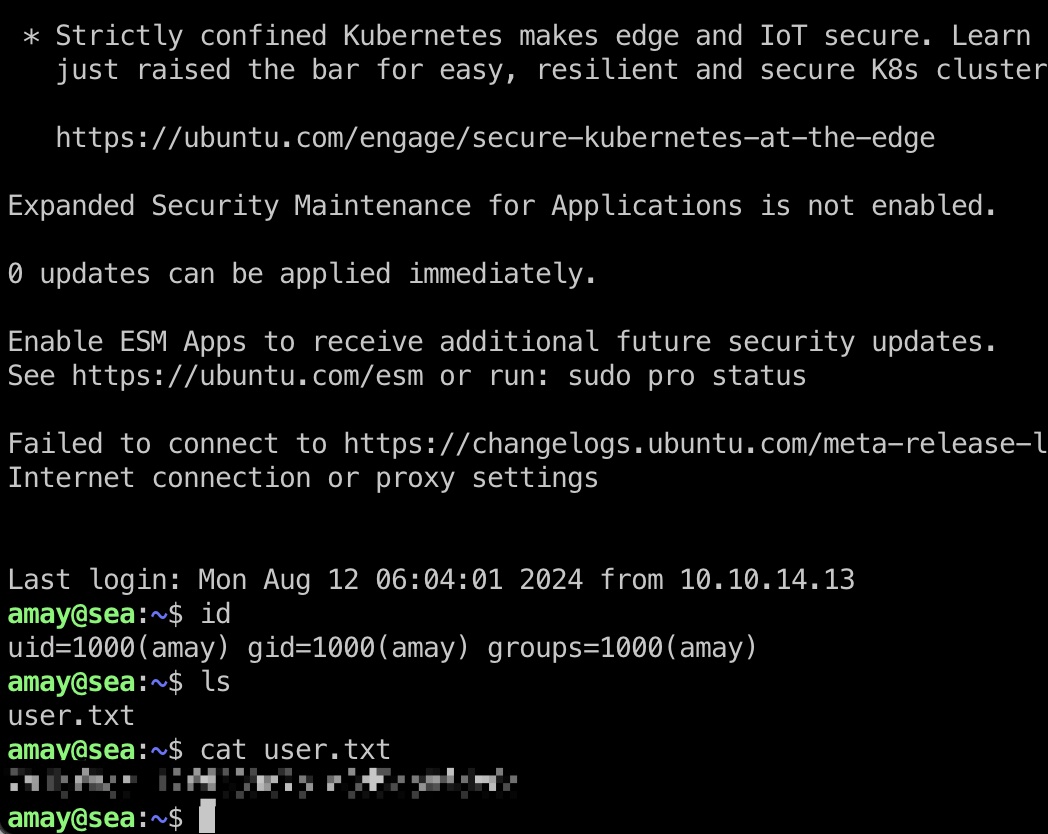 * Strictly confined Kubernetes makes edge and IoT secure. Learn
just raised the bar for easy, resilient and secure K8s cluster
https://ubuntu.com/engage/secure-kubernetes-at-the-edge
Expanded Security Maintenance for Applications is not enabled.
0 updates can be applied immediately.
Enable ESM Apps to receive additional future security updates.
See https://ubuntu.com/esm or run: sudo pro status
Failed to connect to https://changelogs.ubuntu.com/meta-release-l
Internet connection or proxy settings
Last login: Mon Aug 12 06:04:01 2024 from 10.10.14.13
amay@sea:~$ id
uid=1000(amay) gid=1000(amay) groups=1000(amay)
amay@sea:~$ ls
user.txt
amay@sea:~$ cat user.txt
amay@sea:~$